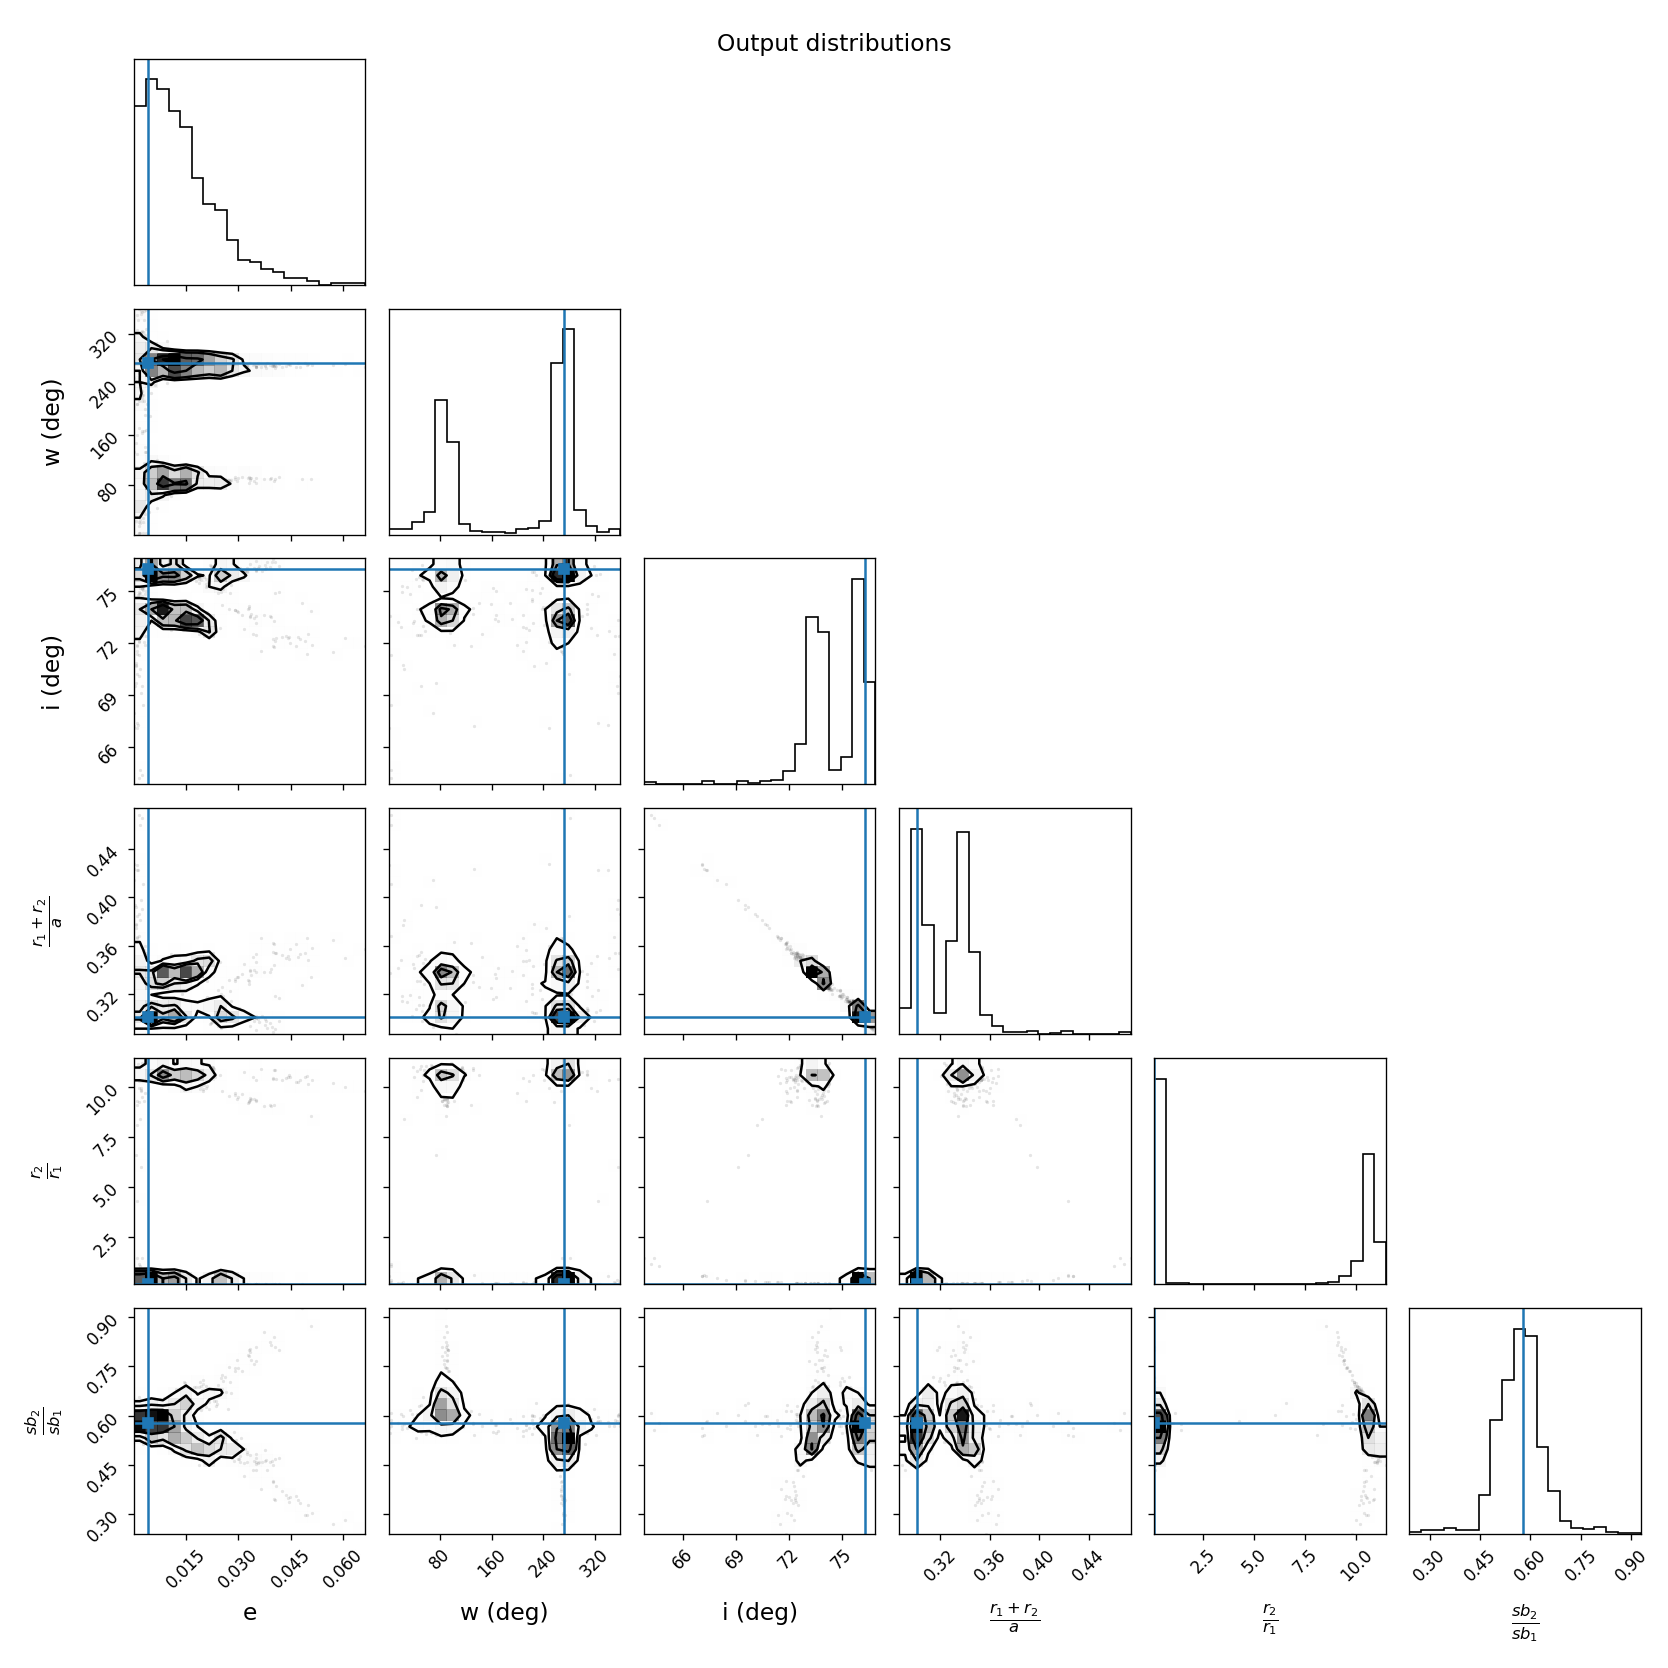 Output distributions
w (deg)
320
240
160
80
i (deg)
75
72
69
66
r₁ + r₂
a
0.44
0.40
0.36
0.32
r₂
r₁
10.0
7.5
5.0
2.5
sb₂
sb₁
0.90
0.75
0.60
0.45
0.30
0.015 0.030 0.045 0.060 80 160 240 320 66 69 72 75 0.32 0.36 0.40 0.44 2.5 5.0 7.5 10.0 0.30 0.45 0.60 0.75 0.90
e w (deg) i (deg) r₁ + r₂ r₂ sb₂
a r₁ sb₁